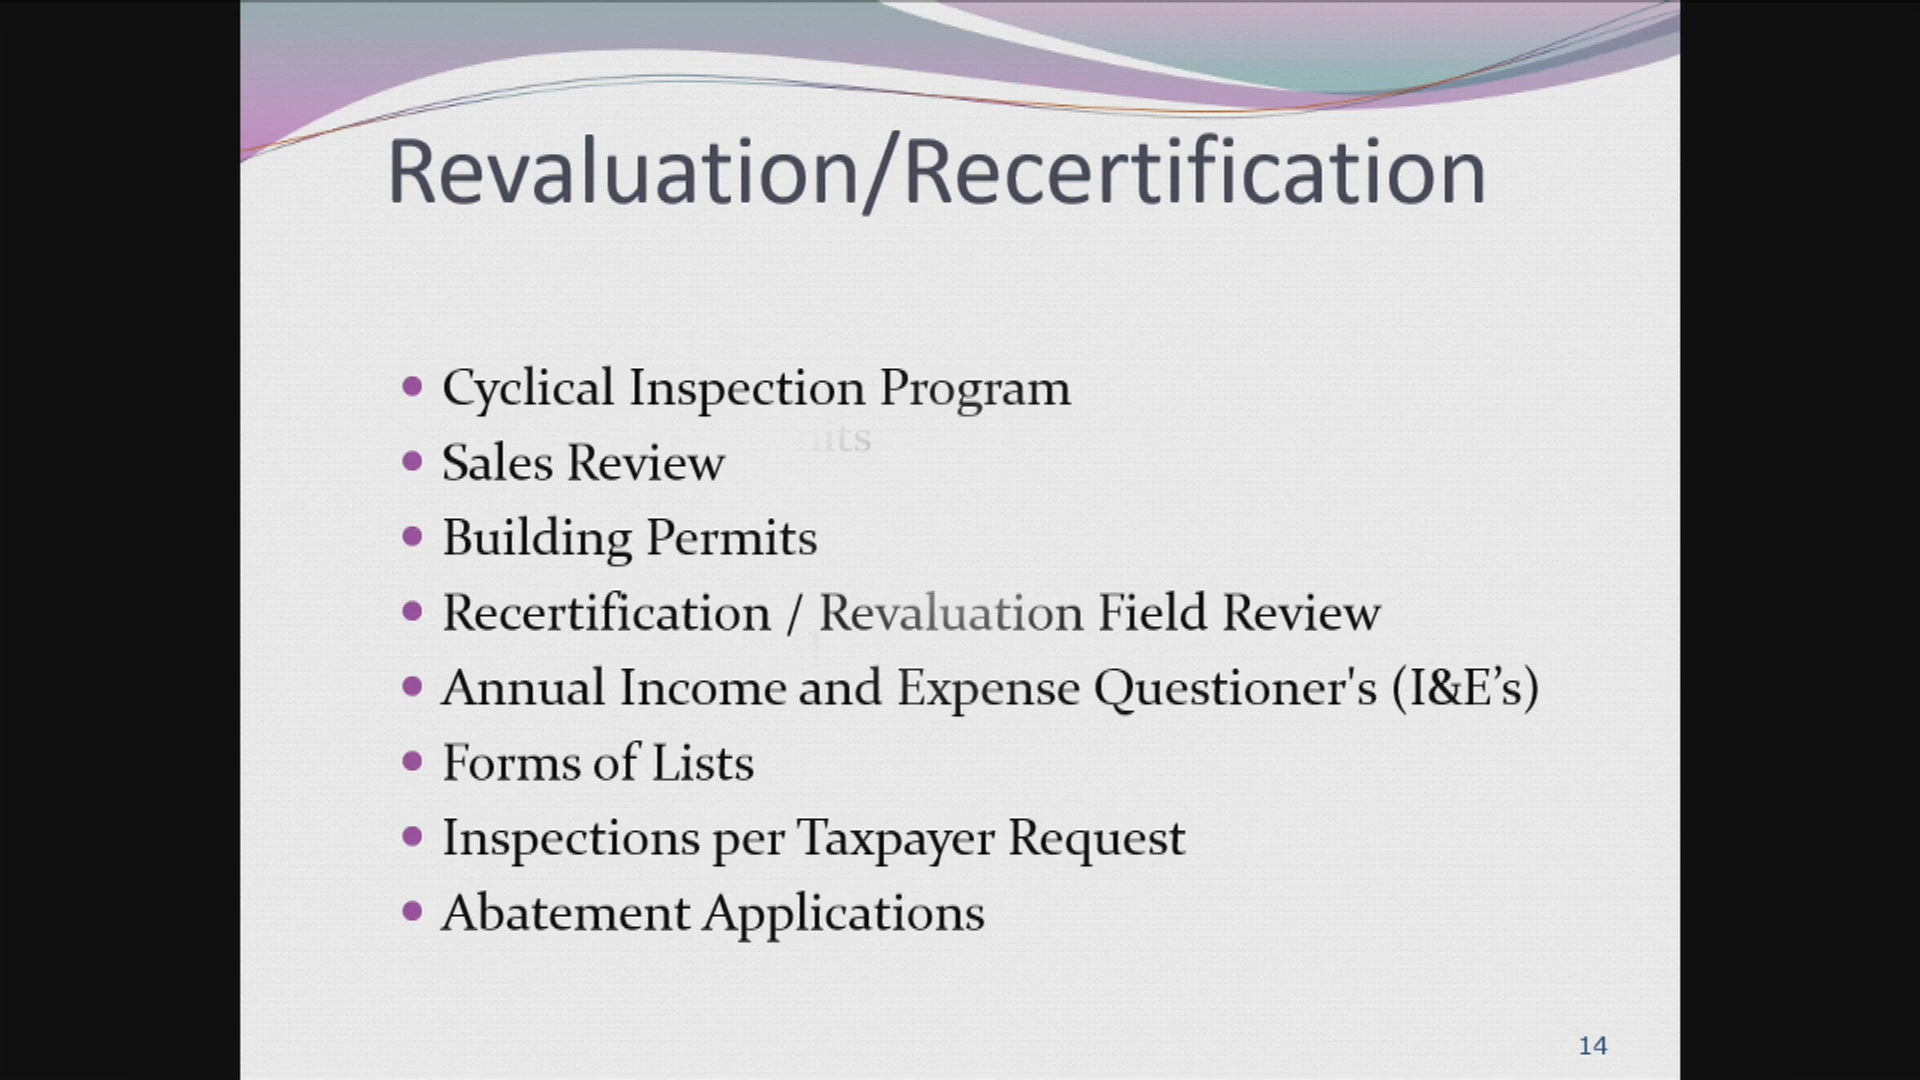 Revaluation/Recertification
• Cyclical Inspection Program
• Sales Review
• Building Permits
• Recertification / Revaluation Field Review
• Annual Income and Expense Questioner's (I&E’s)
• Forms of Lists
• Inspections per Taxpayer Request
• Abatement Applications
14